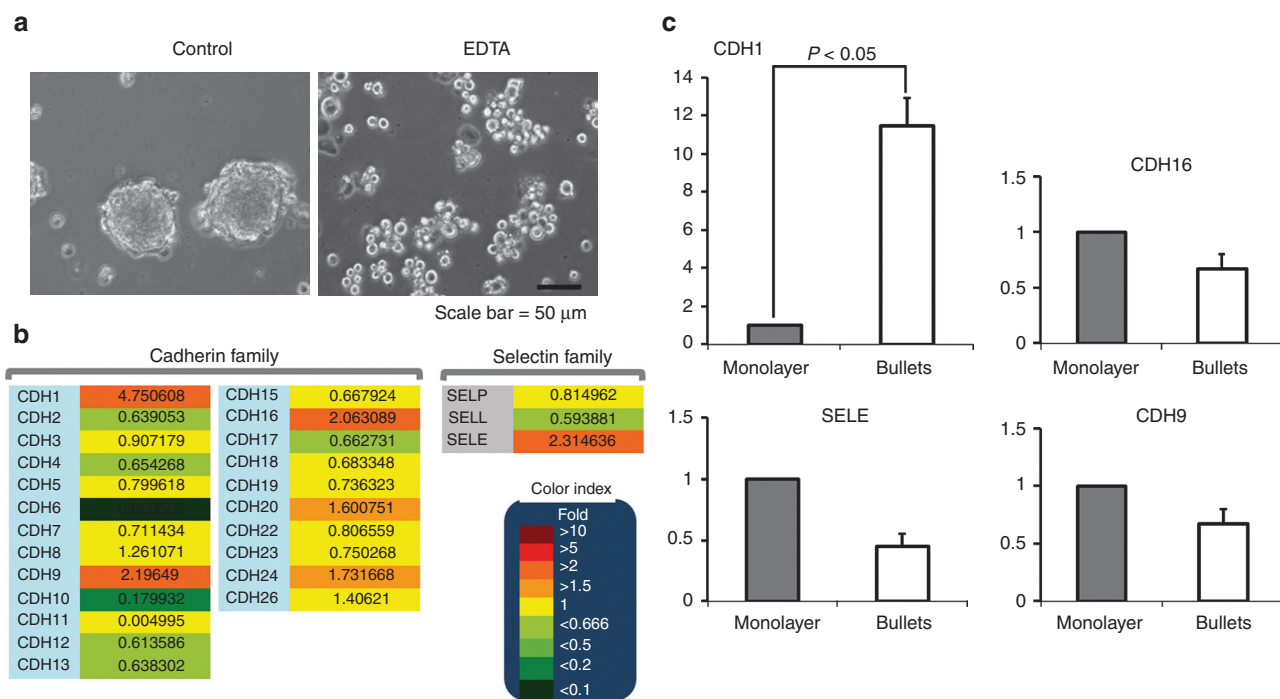 a
Control
EDTA
Scale bar = 50 μm
b
Cadherin family
CDH1 4.750608
CDH2 0.639053
CDH3 0.907179
CDH4 0.654268
CDH5 0.799618
CDH6
CDH7 0.711434
CDH8 1.261071
CDH9 2.19649
CDH10 0.179932
CDH11 0.004995
CDH12 0.613586
CDH13 0.638302
CDH15 0.667924
CDH16 2.063089
CDH17 0.662731
CDH18 0.683348
CDH19 0.736323
CDH20 1.600751
CDH22 0.806559
CDH23 0.750268
CDH24 1.731668
CDH26 1.40621
Selectin family
SELP 0.814962
SELL 0.593881
SELE 2.314636
Color index
Fold
>10
>5
>2
>1.5
1
<0.666
<0.5
<0.2
<0.1
c
CDH1
P < 0.05
14
12
10
8
6
4
2
0
Monolayer Bullets
CDH16
1.5
1
0.5
0
Monolayer Bullets
SELE
1.5
1
0.5
0
Monolayer Bullets
CDH9
1.5
1
0.5
0
Monolayer Bullets